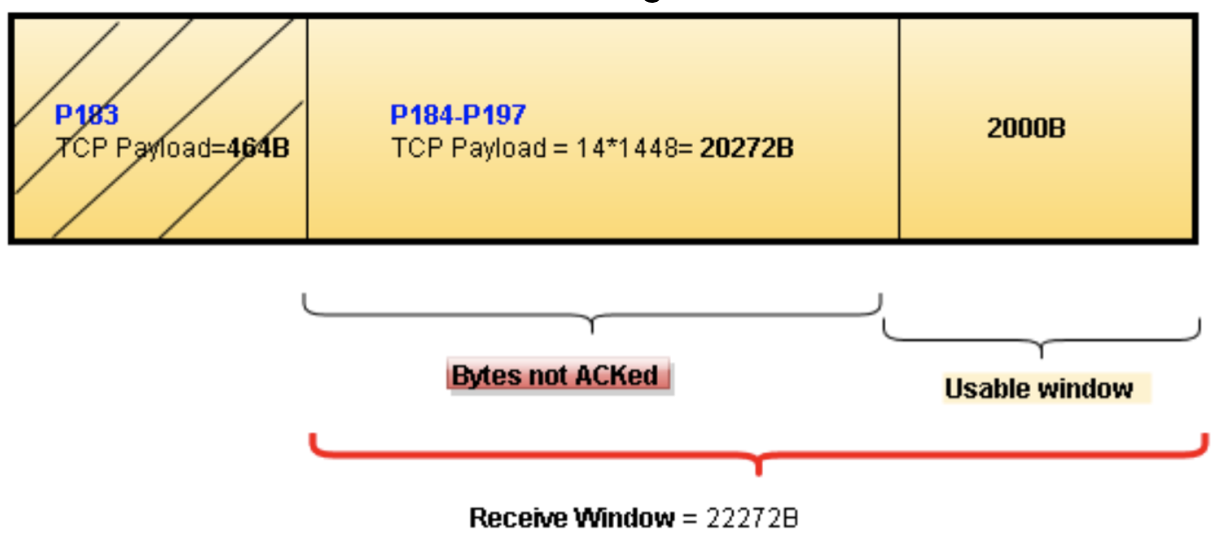 P183
TCP Payload=464B
P184-P197
TCP Payload = 14*1448= 20272B
2000B
Bytes not ACKed
Usable window
Receive Window = 22272B